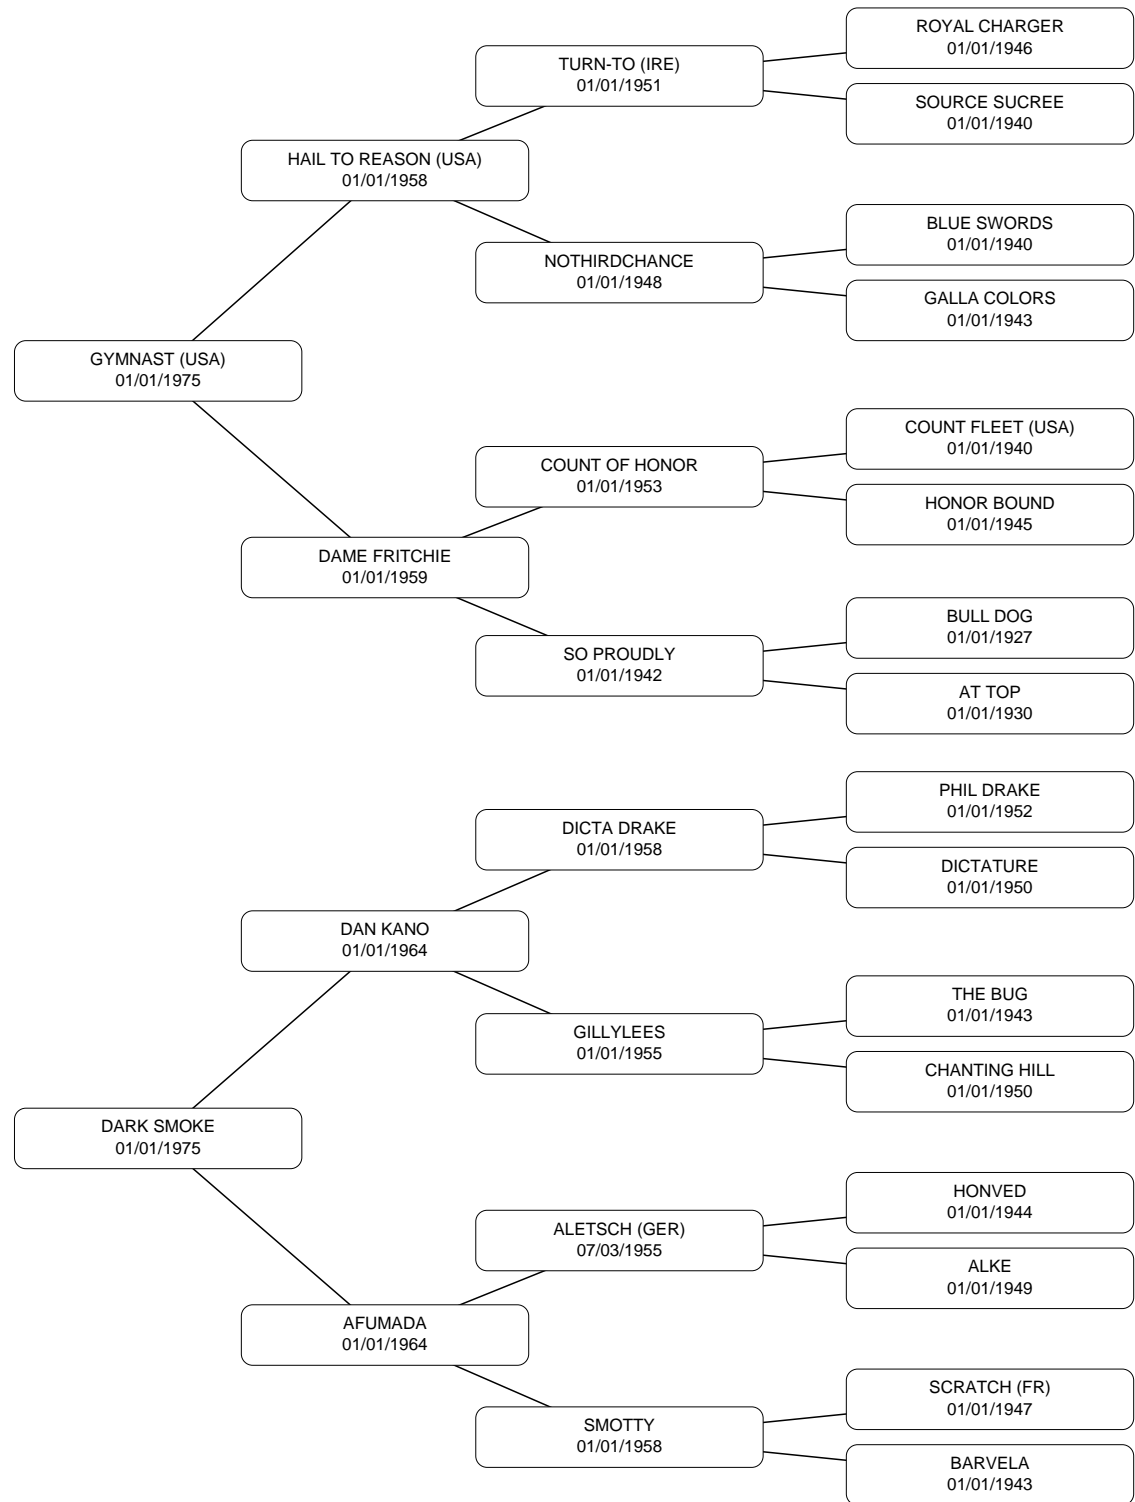 ROYAL CHARGER
01/01/1946
TURN-TO (IRE)
01/01/1951
SOURCE SUCREE
01/01/1940
HAIL TO REASON (USA)
01/01/1958
BLUE SWORDS
01/01/1940
NOTHIRDCHANCE
01/01/1948
GALLA COLORS
01/01/1943
GYMNAST (USA)
01/01/1975
COUNT FLEET (USA)
01/01/1940
COUNT OF HONOR
01/01/1953
HONOR BOUND
01/01/1945
DAME FRITCHIE
01/01/1959
BULL DOG
01/01/1927
SO PROUDLY
01/01/1942
AT TOP
01/01/1930
PHIL DRAKE
01/01/1952
DICTA DRAKE
01/01/1958
DICTATURE
01/01/1950
DAN KANO
01/01/1964
THE BUG
01/01/1943
GILLYLEES
01/01/1955
CHANTING HILL
01/01/1950
DARK SMOKE
01/01/1975
HONVED
01/01/1944
ALETSCH (GER)
07/03/1955
ALKE
01/01/1949
AFUMADA
01/01/1964
SCRATCH (FR)
01/01/1947
SMOTTY
01/01/1958
BARVELA
01/01/1943